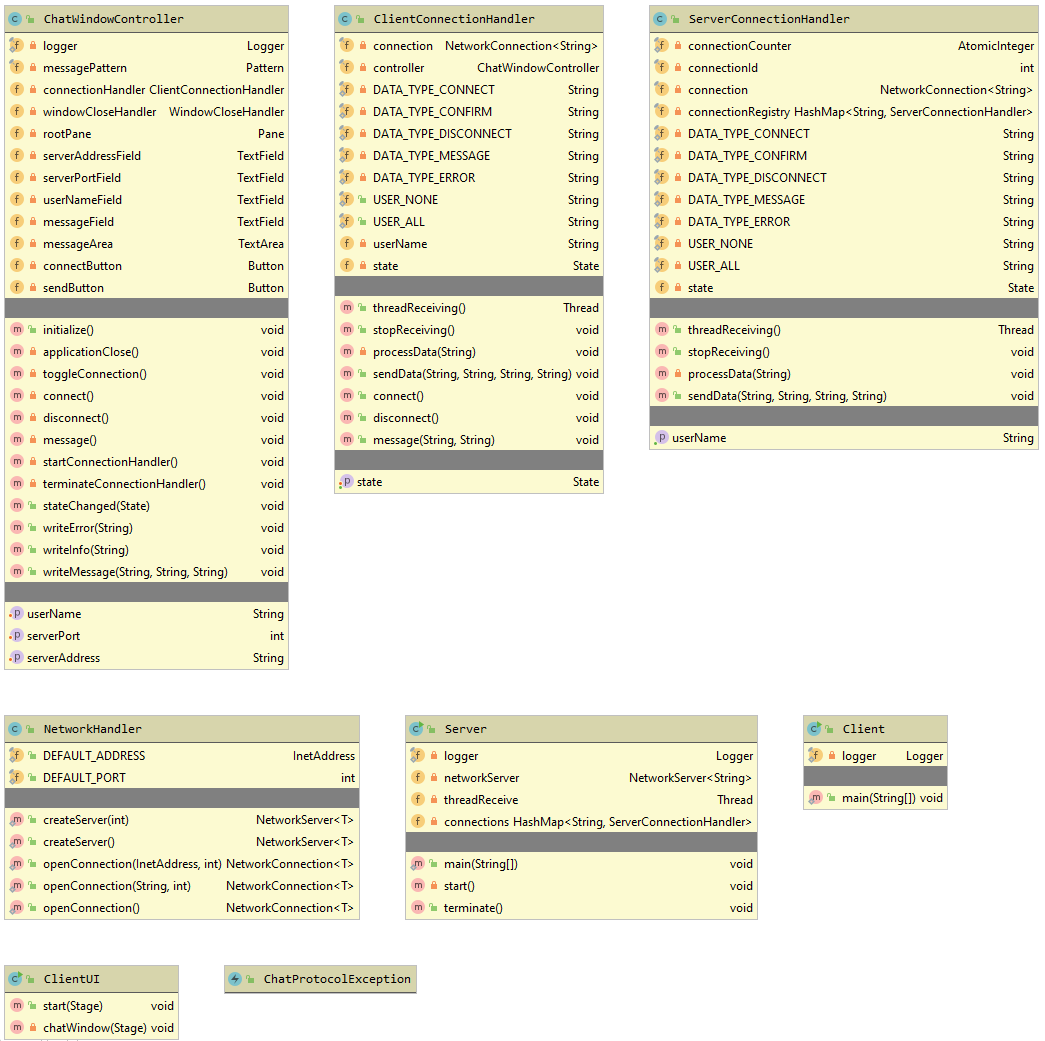 ChatWindowController
logger Logger
messagePattern Pattern
connectionHandler ClientConnectionHandler
windowCloseHandler WindowCloseHandler
rootPane Pane
serverAddressField TextField
serverPortField TextField
userNameField TextField
messageField TextField
messageArea TextArea
connectButton Button
sendButton Button
initialize() void
applicationClose() void
toggleConnection() void
connect() void
disconnect() void
message() void
startConnectionHandler() void
terminateConnectionHandler() void
stateChanged(State) void
writeError(String) void
writeInfo(String) void
writeMessage(String, String, String) void
userName String
serverPort int
serverAddress String
ClientConnectionHandler
connection NetworkConnection<String>
controller ChatWindowController
DATA_TYPE_CONNECT String
DATA_TYPE_CONFIRM String
DATA_TYPE_DISCONNECT String
DATA_TYPE_MESSAGE String
DATA_TYPE_ERROR String
USER_NONE String
USER_ALL String
userName String
state State
threadReceiving() Thread
stopReceiving() void
processData(String) void
sendData(String, String, String, String) void
connect() void
disconnect() void
message(String, String) void
state State
ServerConnectionHandler
connectionCounter AtomicInteger
connectionId int
connection NetworkConnection<String>
connectionRegistry HashMap<String, ServerConnectionHandler>
DATA_TYPE_CONNECT String
DATA_TYPE_CONFIRM String
DATA_TYPE_DISCONNECT String
DATA_TYPE_MESSAGE String
DATA_TYPE_ERROR String
USER_NONE String
USER_ALL String
state State
threadReceiving() Thread
stopReceiving() void
processData(String) void
sendData(String, String, String, String) void
userName String
NetworkHandler
DEFAULT_ADDRESS InetAddress
DEFAULT_PORT int
createServer(int) NetworkServer<T>
createServer() NetworkServer<T>
openConnection(InetAddress, int) NetworkConnection<T>
openConnection(String, int) NetworkConnection<T>
openConnection() NetworkConnection<T>
Server
logger Logger
networkServer NetworkServer<String>
threadReceive Thread
connections HashMap<String, ServerConnectionHandler>
main(String[]) void
start() void
terminate() void
Client
logger Logger
main(String[]) void
ClientUI
start(Stage) void
chatWindow(Stage) void
ChatProtocolException